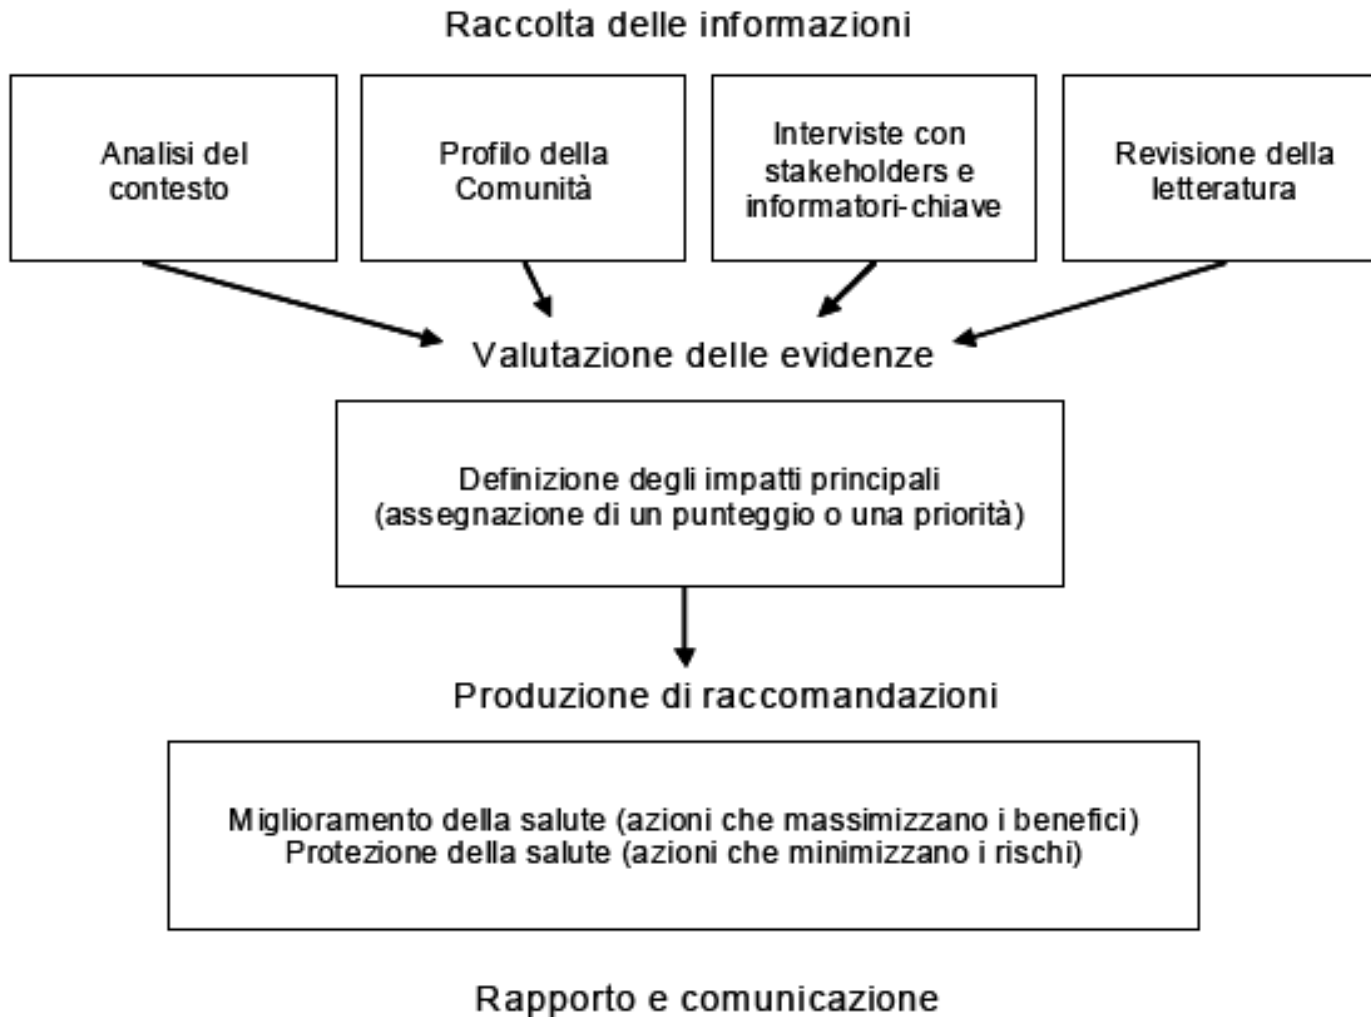 Raccolta delle informazioni
Analisi del
contesto
Profilo della
Comunità
Interviste con
stakeholders e
informatori-chiave
Revisione della
letteratura
Valutazione delle evidenze
Definizione degli impatti principali
(assegnazione di un punteggio o una priorità)
Produzione di raccomandazioni
Miglioramento della salute (azioni che massimizzano i benefici)
Protezione della salute (azioni che minimizzano i rischi)
Rapporto e comunicazione